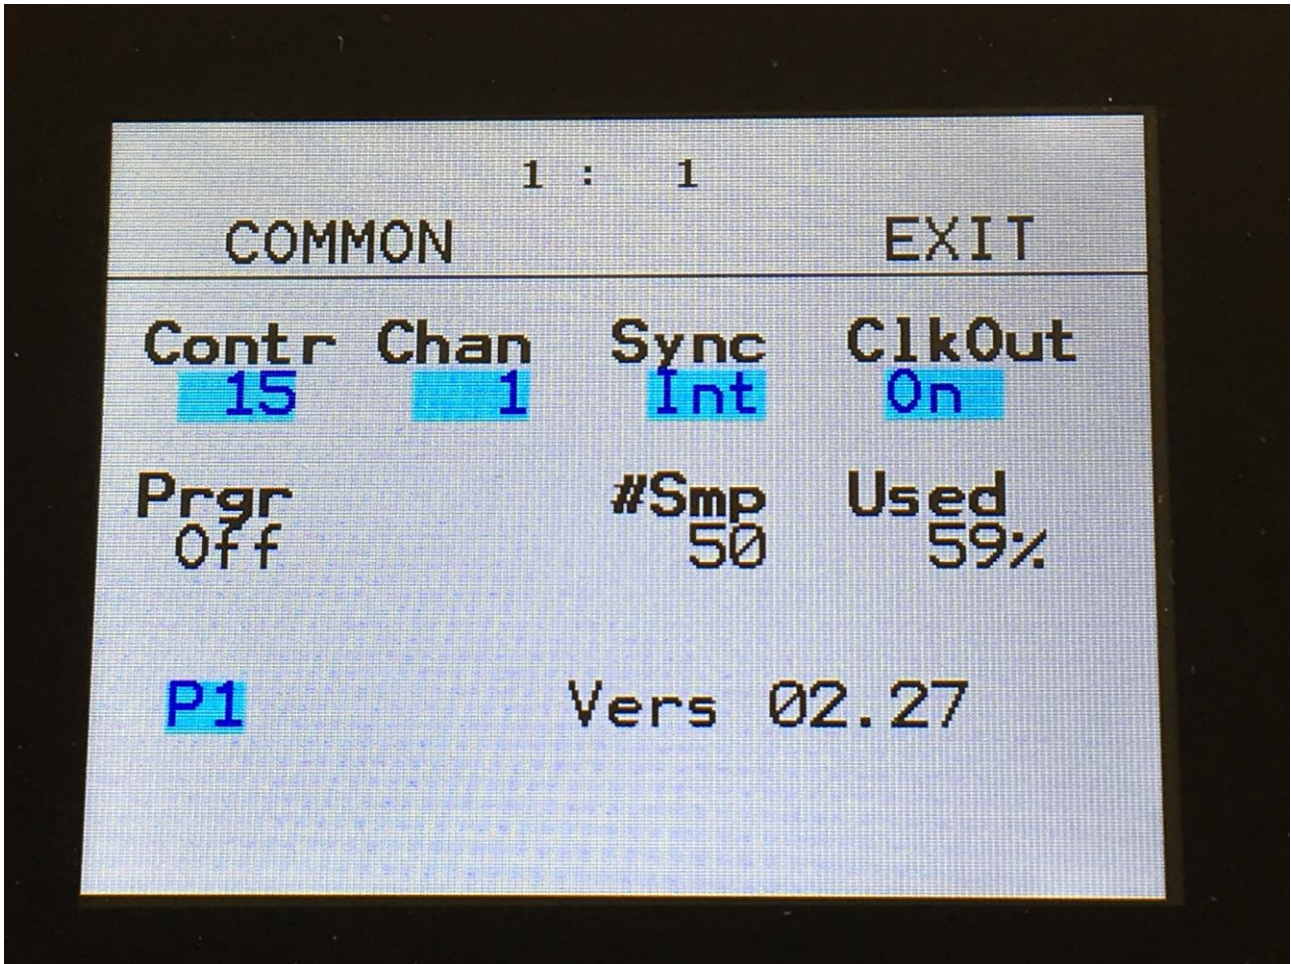 1 : 1
COMMON EXIT
Contr Chan Sync ClkOut
15 1 Int On
Prgr #Smp Used
Off 50 59%
P1 Vers 02.27